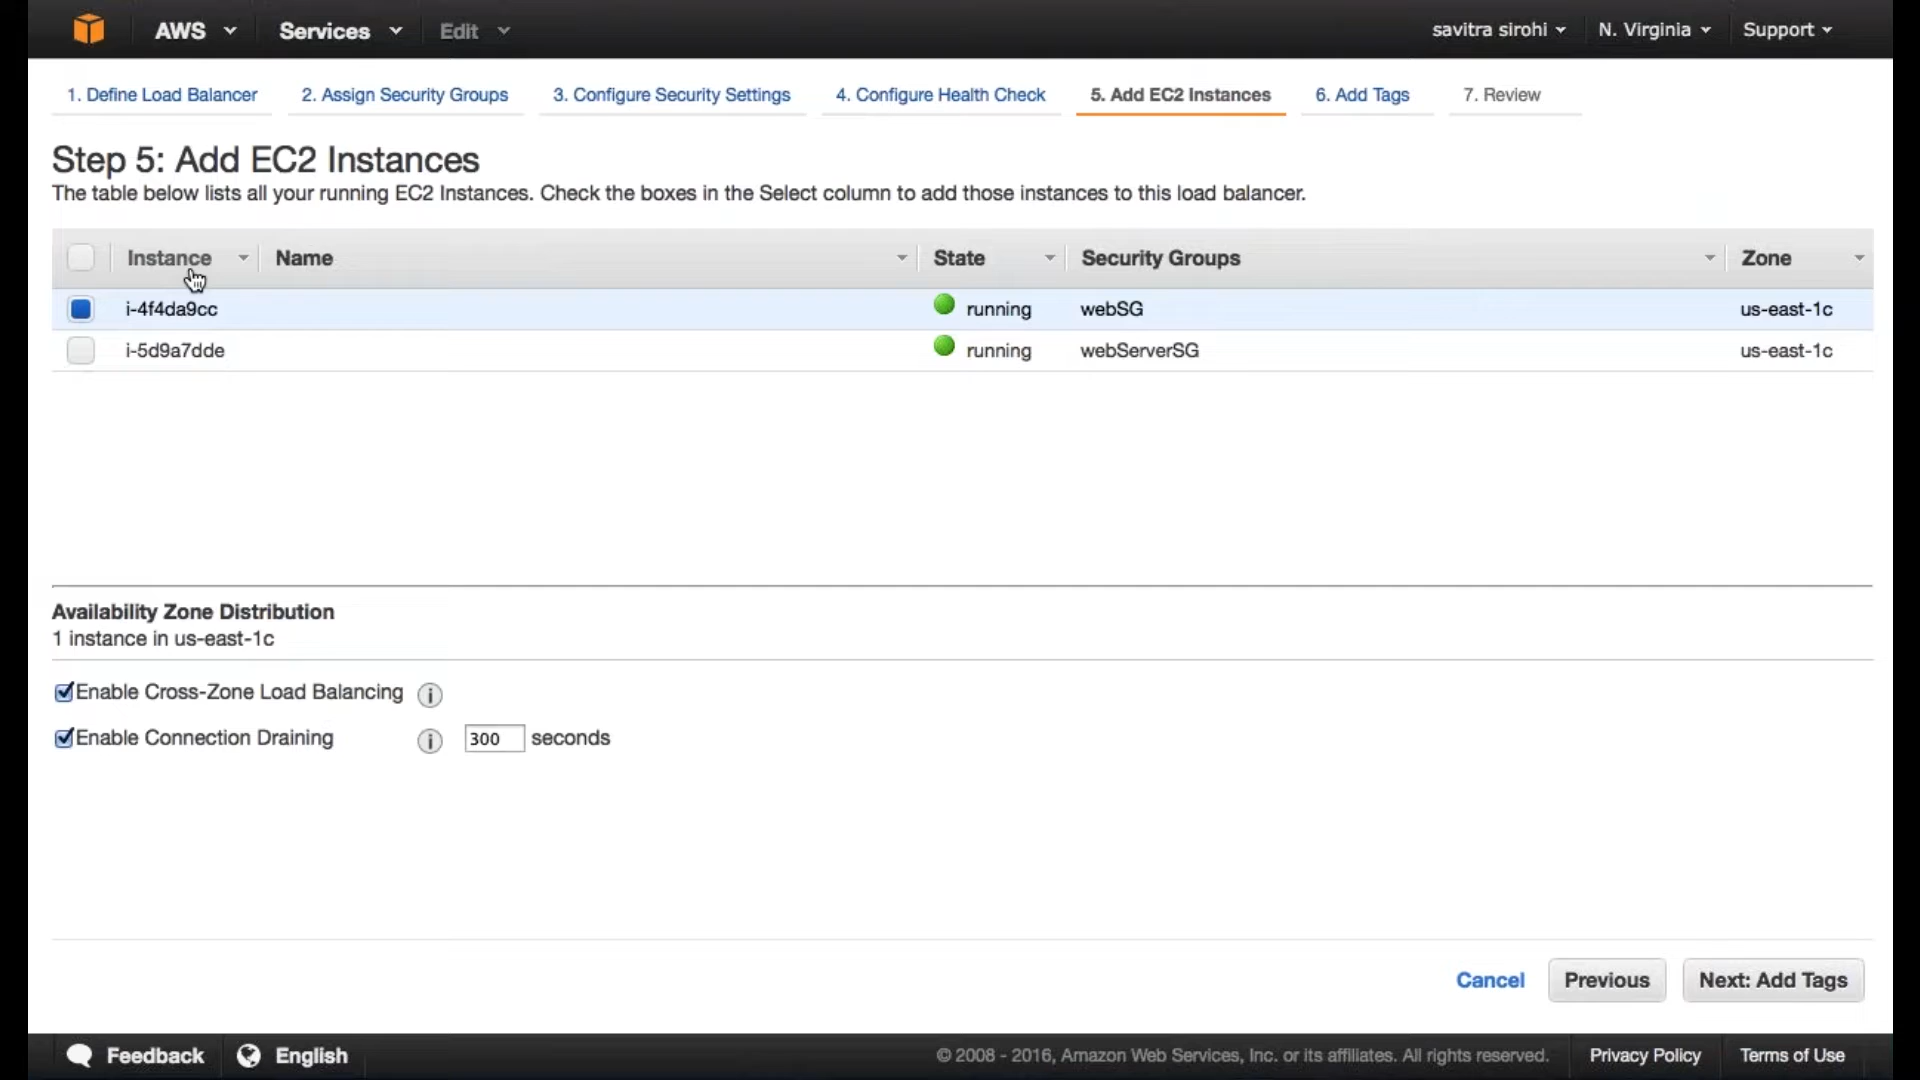 AWS Services Edit savitra sirohi N. Virginia Support
1. Define Load Balancer 2. Assign Security Groups 3. Configure Security Settings 4. Configure Health Check 5. Add EC2 Instances 6. Add Tags 7. Review
Step 5: Add EC2 Instances
The table below lists all your running EC2 Instances. Check the boxes in the Select column to add those instances to this load balancer.
Instance Name State Security Groups Zone
i-4f4da9cc running webSG us-east-1c
i-5d9a7dde running webServerSG us-east-1c
Availability Zone Distribution
1 instance in us-east-1c
Enable Cross-Zone Load Balancing i
Enable Connection Draining i 300 seconds
Cancel Previous Next: Add Tags
Feedback English © 2008 - 2016, Amazon Web Services, Inc. or its affiliates. All rights reserved. Privacy Policy Terms of Use